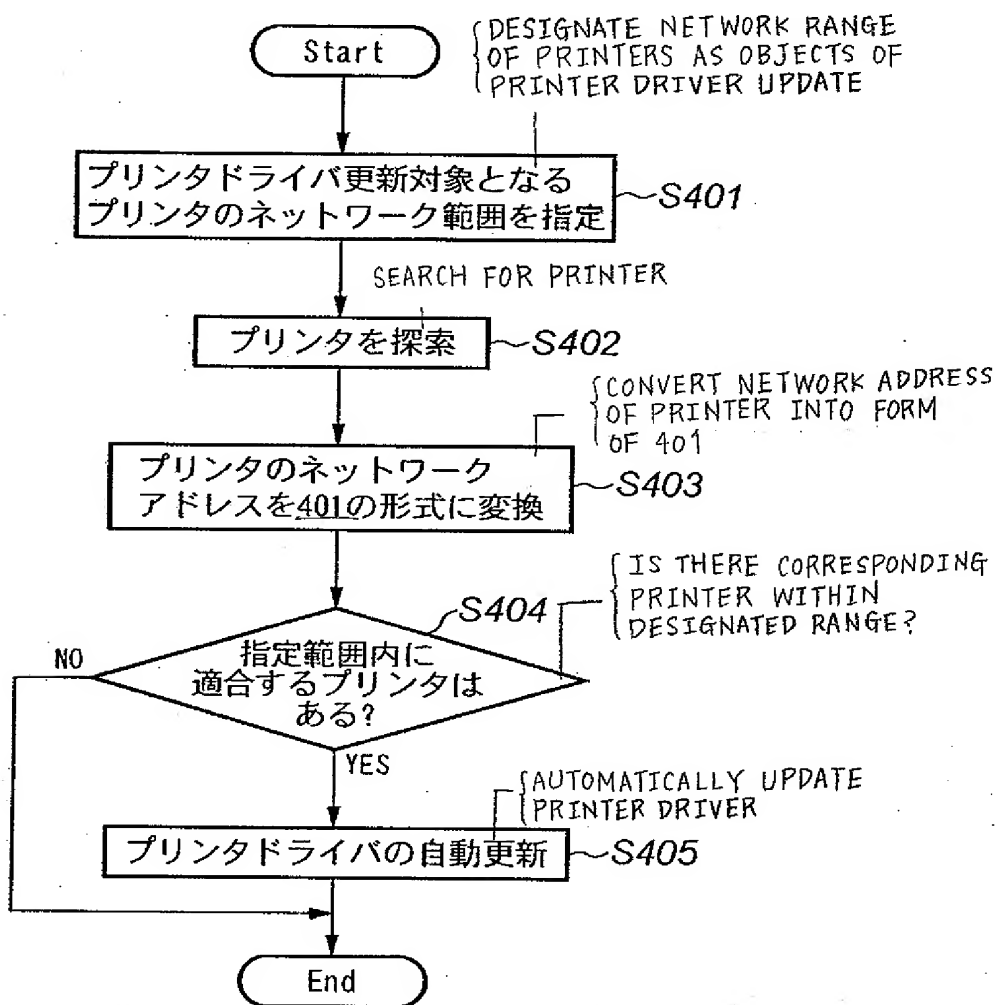 Start
DESIGNATE NETWORK RANGE
OF PRINTERS AS OBJECTS OF
PRINTER DRIVER UPDATE
プリンタドライバ更新対象となる
プリンタのネットワーク範囲を指定
S401
SEARCH FOR PRINTER
プリンタを探索
S402
CONVERT NETWORK ADDRESS
OF PRINTER INTO FORM
OF 401
プリンタのネットワーク
アドレスを401の形式に変換
S403
IS THERE CORRESPONDING
PRINTER WITHIN
DESIGNATED RANGE?
S404
指定範囲内に
適合するプリンタは
ある?
NO
YES
AUTOMATICALLY UPDATE
PRINTER DRIVER
プリンタドライバの自動更新
S405
End